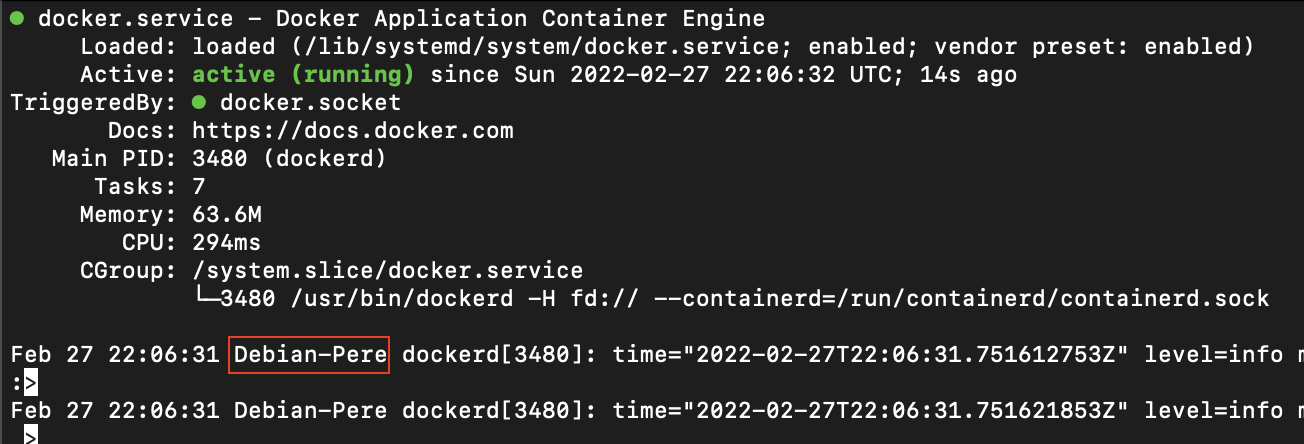 ● docker.service - Docker Application Container Engine
Loaded: loaded (/lib/systemd/system/docker.service; enabled; vendor preset: enabled)
Active: active (running) since Sun 2022-02-27 22:06:32 UTC; 14s ago
TriggeredBy: ● docker.socket
Docs: https://docs.docker.com
Main PID: 3480 (dockerd)
Tasks: 7
Memory: 63.6M
CPU: 294ms
CGroup: /system.slice/docker.service
└─3480 /usr/bin/dockerd -H fd:// --containerd=/run/containerd/containerd.sock
Feb 27 22:06:31 Debian-Pere dockerd[3480]: time="2022-02-27T22:06:31.751612753Z" level=info m
:>
Feb 27 22:06:31 Debian-Pere dockerd[3480]: time="2022-02-27T22:06:31.751621853Z" level=info m
>